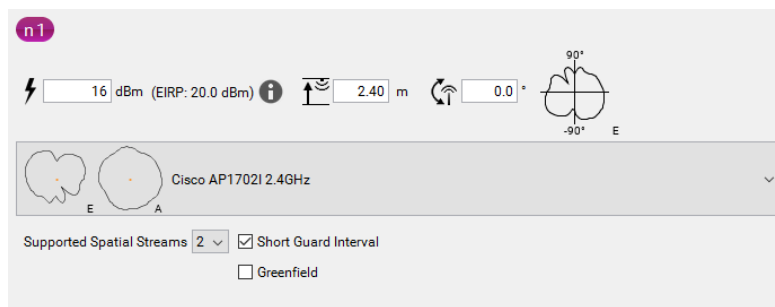 n1
90°
16 dBm (EIRP: 20.0 dBm) i 2.40 m 0.0 °
-90° E
Cisco AP1702I 2.4GHz
E A
Supported Spatial Streams 2 Short Guard Interval
Greenfield